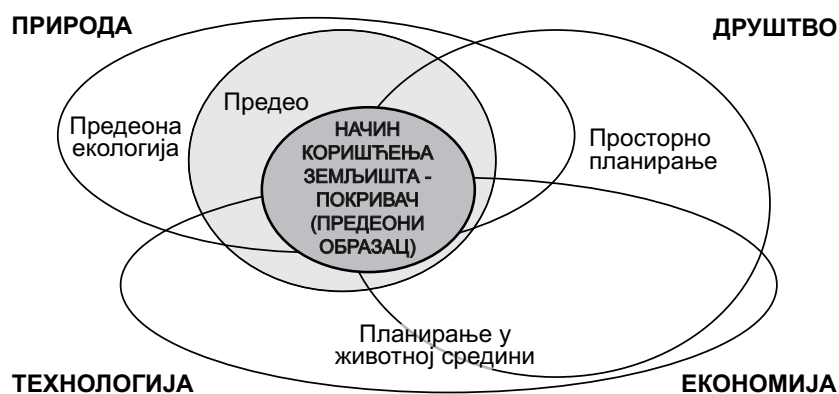 ПРИРОДА
ДРУШТВО
Предео
Предеона
екологија
НАЧИН
КОРИШЋЕЊА
ЗЕМЉИШТА -
ПОКРИВАЧ
(ПРЕДЕОНИ
ОБРАЗАЦ)
Просторно
планирање
Планирање у
животној средини
ТЕХНОЛОГИЈА
ЕКОНОМИЈА